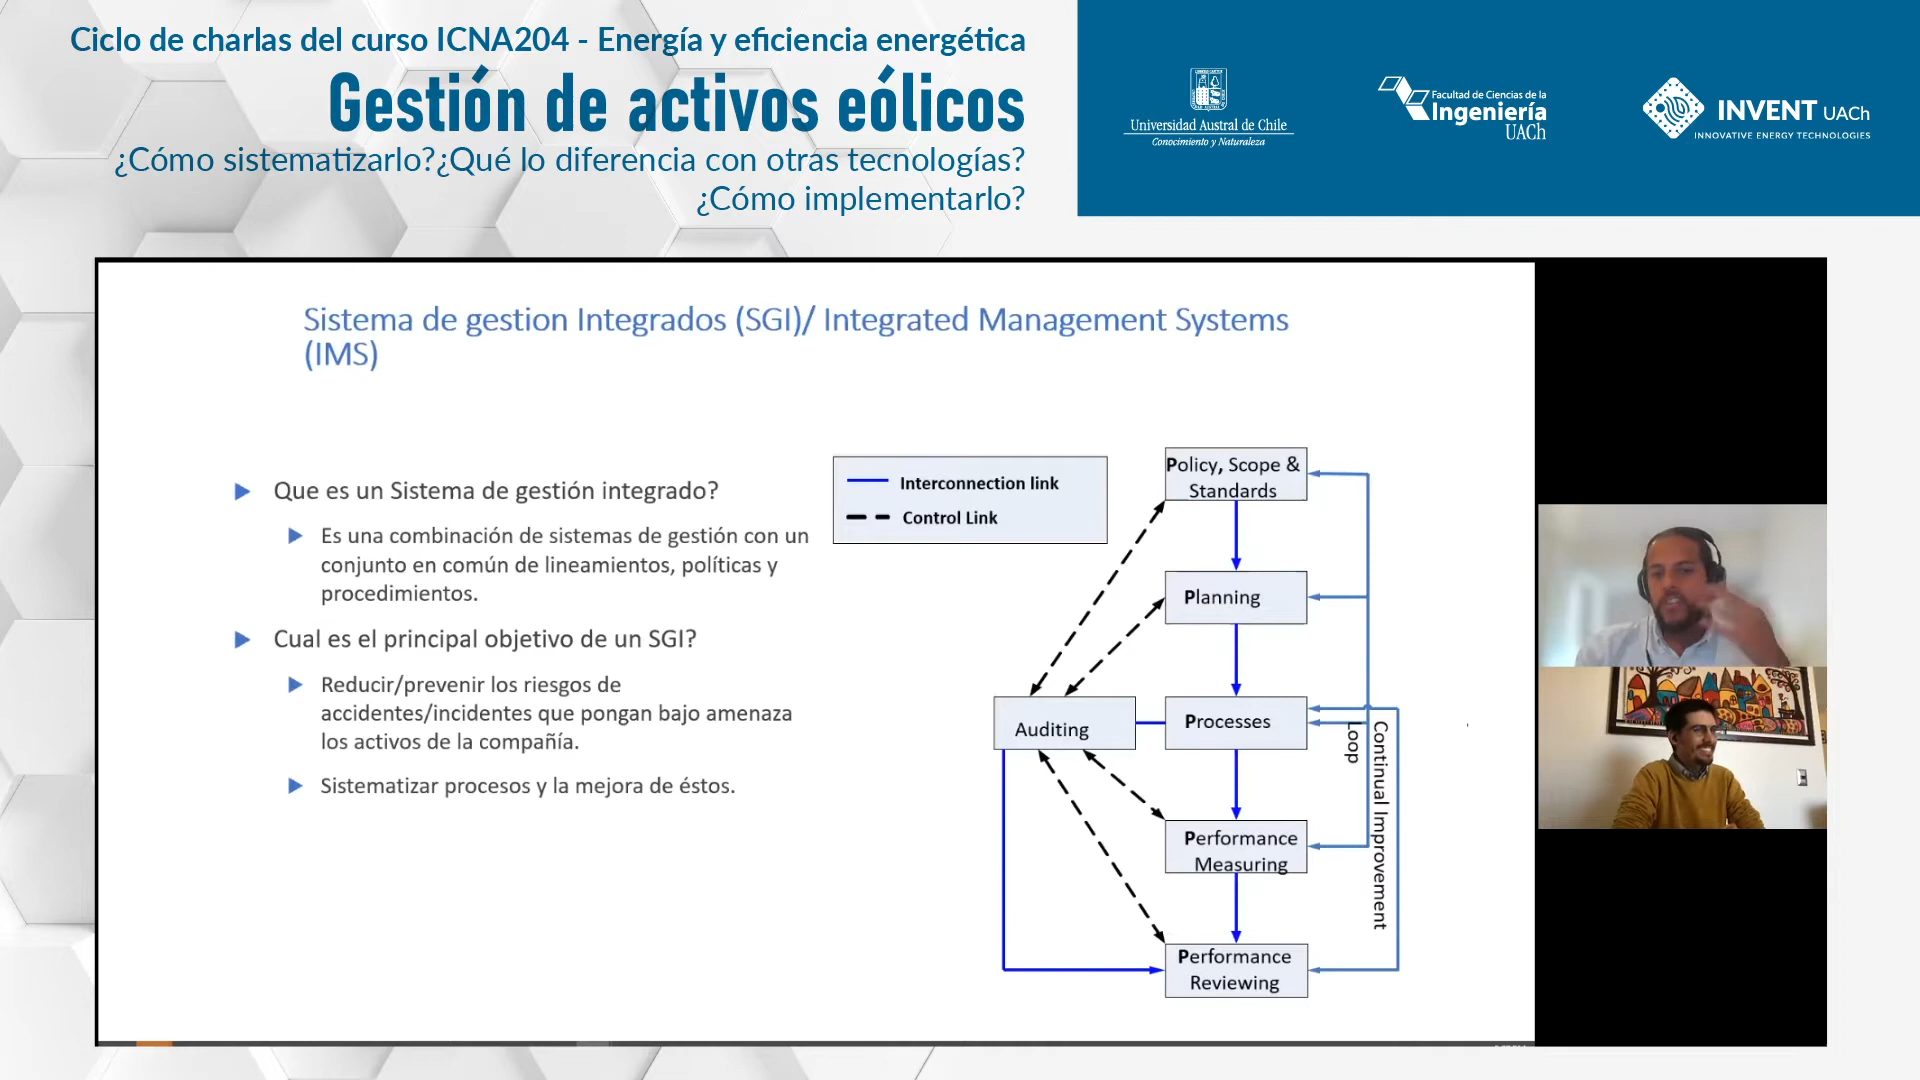 Ciclo de charlas del curso ICNA204 - Energía y eficiencia energética
Gestión de activos eólicos
¿Cómo sistematizarlo?¿Qué lo diferencia con otras tecnologías?
¿Cómo implementarlo?
Universidad Austral de Chile
Conocimiento y Naturaleza
Facultad de Ciencias de la
Ingeniería
UACh
INVENT UACh
INNOVATIVE ENERGY TECHNOLOGIES
Sistema de gestion Integrados (SGI)/ Integrated Management Systems
(IMS)
Que es un Sistema de gestión integrado?
Es una combinación de sistemas de gestión con un
conjunto en común de lineamientos, políticas y
procedimientos.
Cual es el principal objetivo de un SGI?
Reducir/prevenir los riesgos de
accidentes/incidentes que pongan bajo amenaza
los activos de la compañía.
Sistematizar procesos y la mejora de éstos.
Interconnection link
Control Link
Policy, Scope &
Standards
Planning
Auditing
Processes
Performance
Measuring
Performance
Reviewing
Continual Improvement
Loop